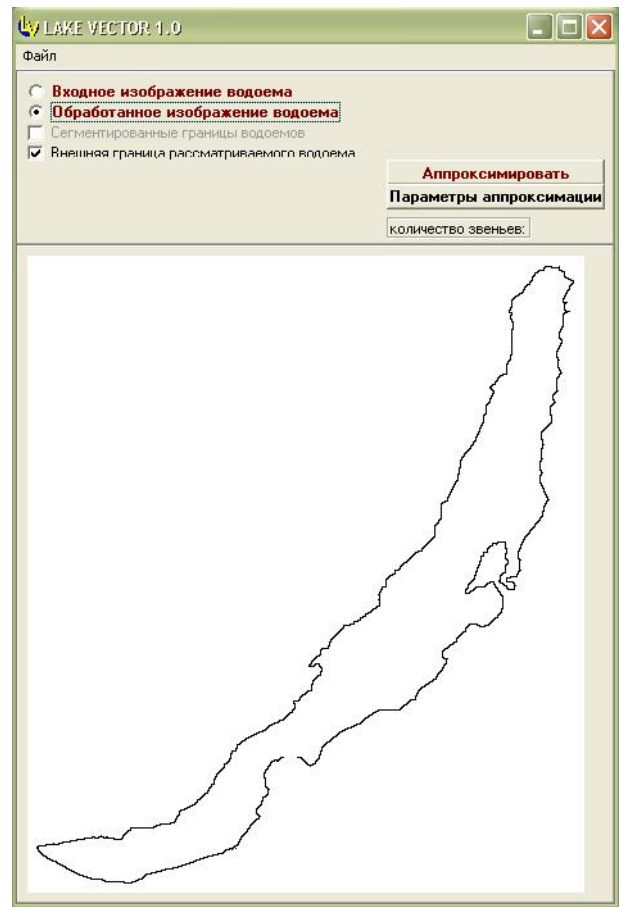 LAKE VECTOR 1.0
Файл
Входное изображение водоема
Обработанное изображение водоема
Сегментированные границы водоемов
Внешняя граница рассматриваемого водоема
Аппроксимировать
Параметры аппроксимации
количество звеньев: